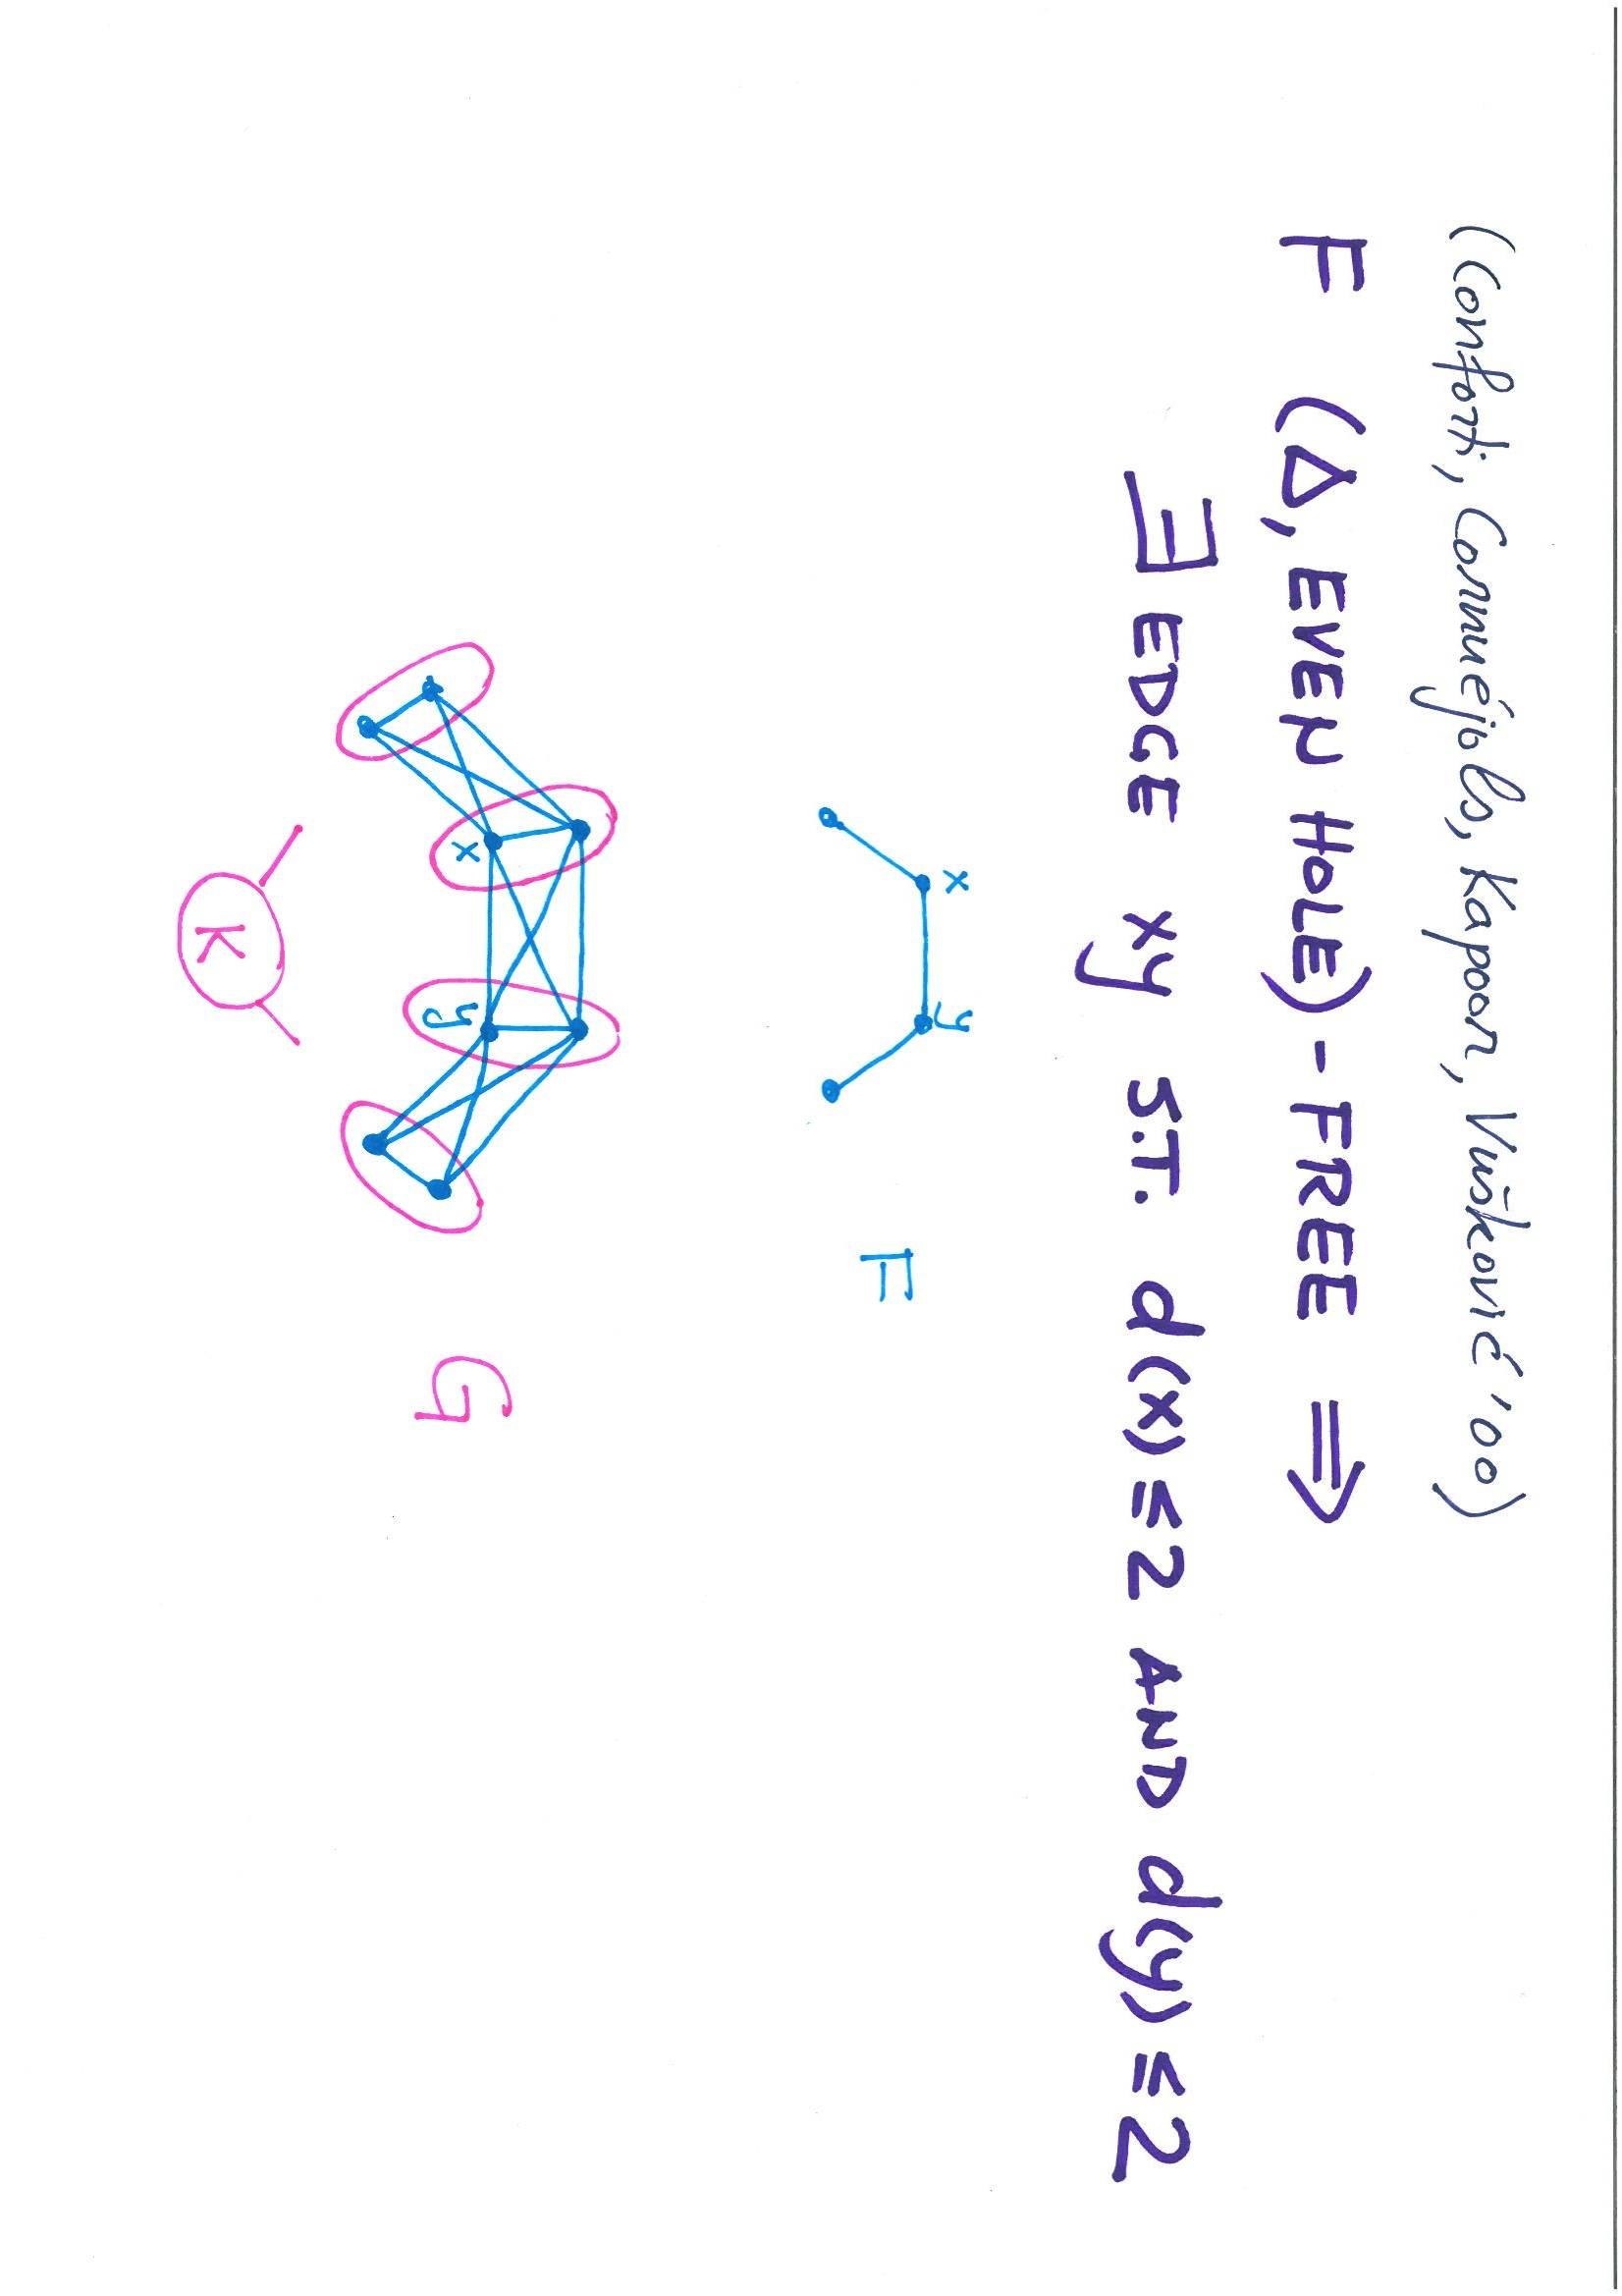 (Conforti, Cornuéjols, Kapoor, Vušković '00)
F (Δ, EVEN HOLE)-FREE ⇒
∃ EDGE xy S.T. d(x) ≤ 2 AND d(y) ≤ 2
x y
F
x y
G
K